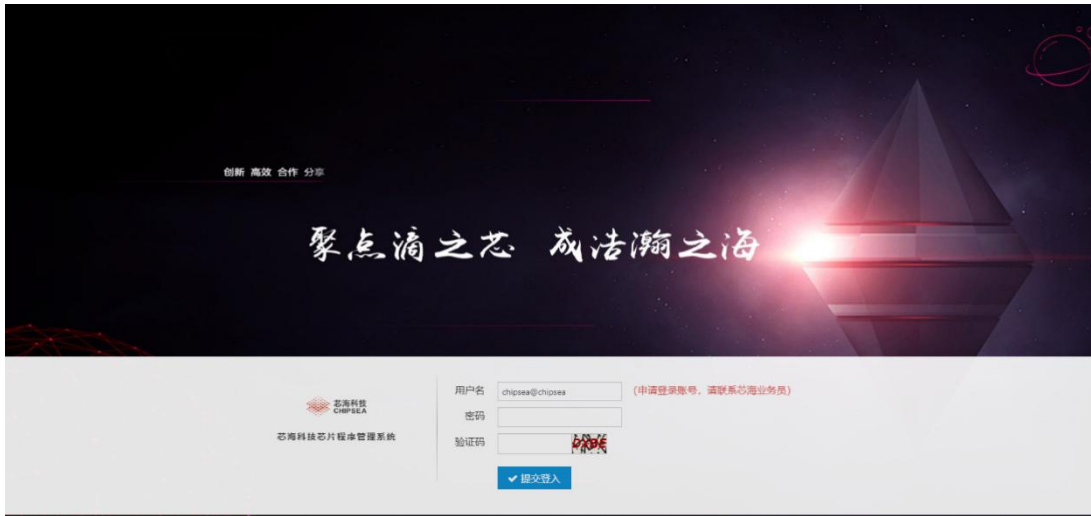 创新 高效 合作 分享
聚点滴之芯 成浩瀚之海
芯海科技
CHIPSEA
芯海科技芯片程序管理系统
用户名 chipsea@chipsea (申请登录账号，请联系芯海业务员)
密码
验证码
提交登入